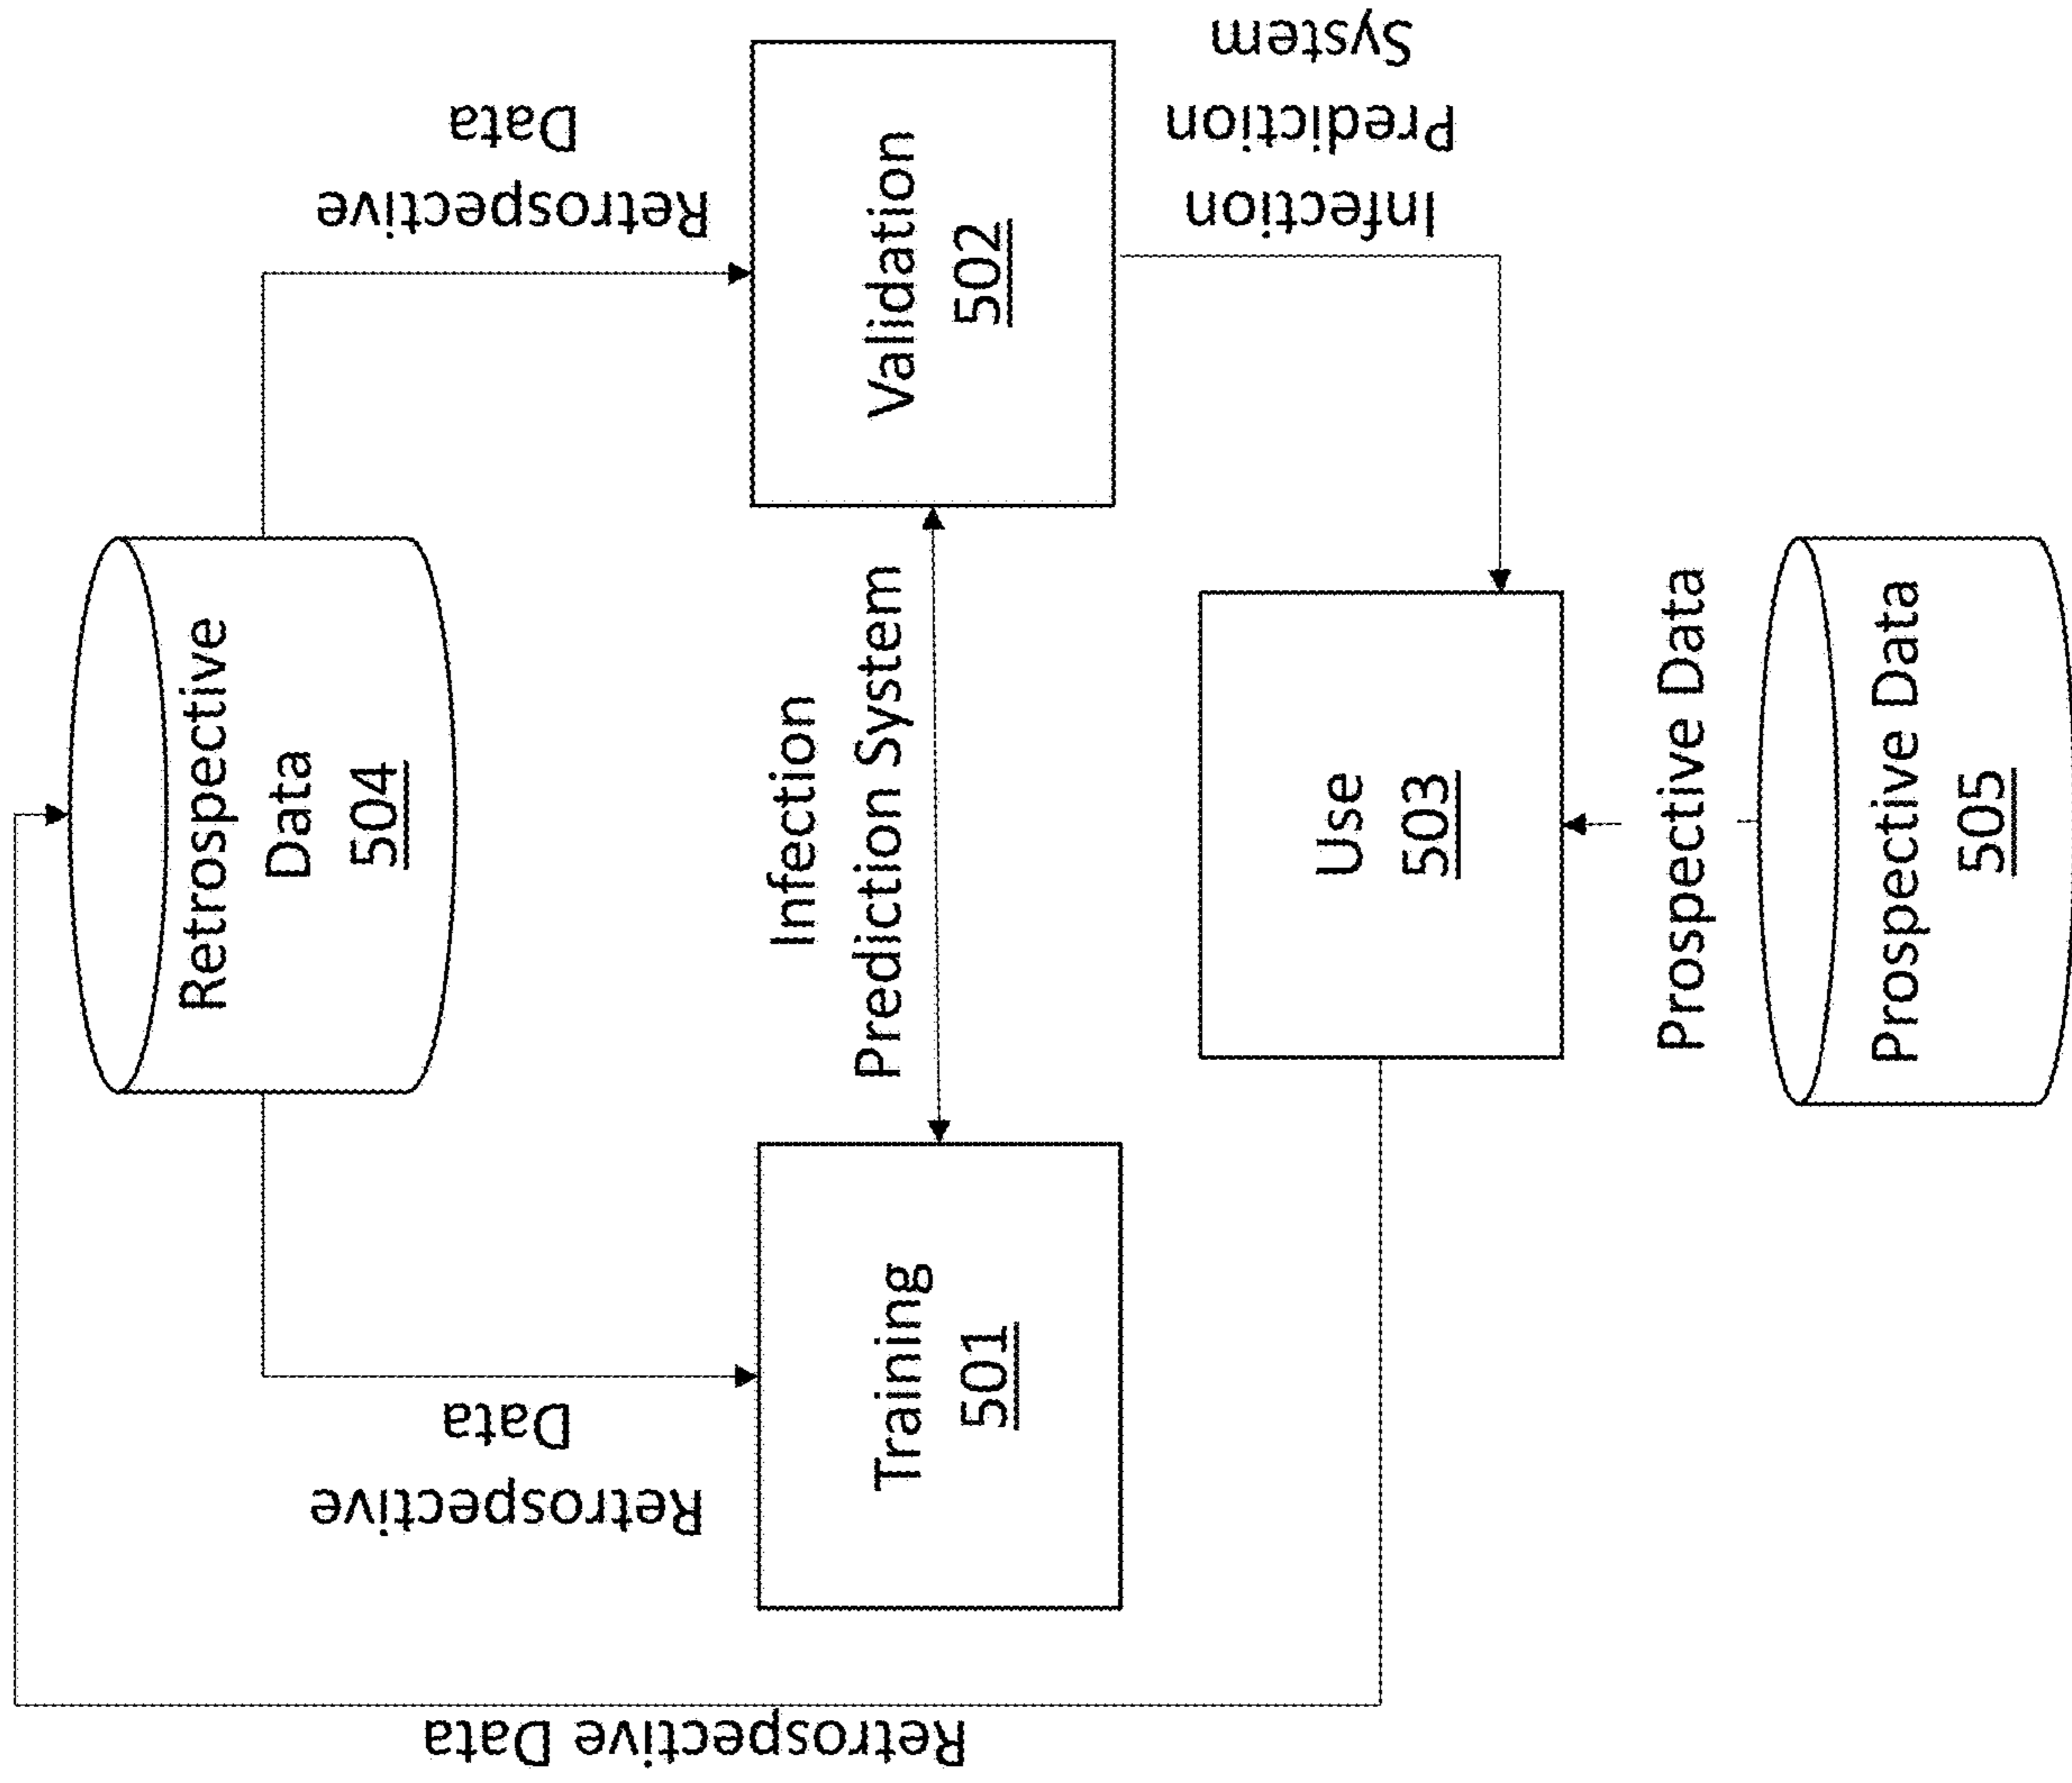 Retrospective
Data
504
Retrospective
Data
Retrospective
Data
Infection
Prediction System
Training
501
Validation
502
Infection
Prediction
System
Use
503
Retrospective Data
Prospective Data
Prospective Data
505